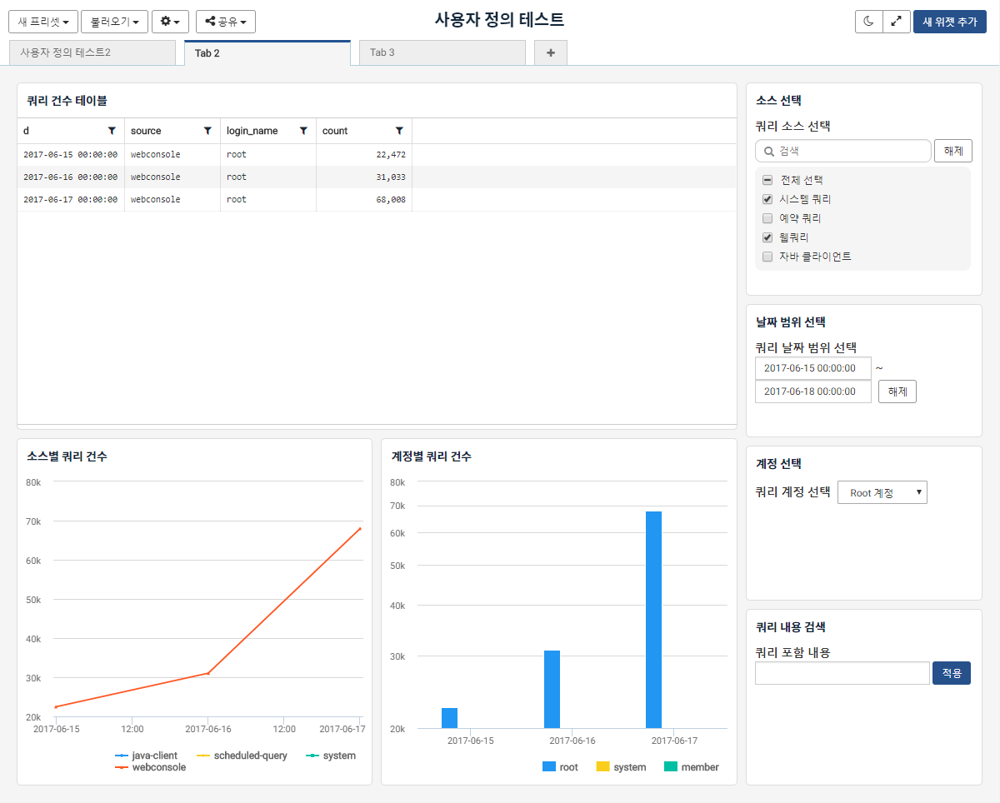 새 프리셋 불러오기 공유 사용자 정의 테스트 새 위젯 추가
사용자 정의 테스트2 Tab 2 Tab 3 +
쿼리 건수 테이블
d source login_name count
2017-06-15 00:00:00 webconsole root 22,472
2017-06-16 00:00:00 webconsole root 31,033
2017-06-17 00:00:00 webconsole root 68,008
소스 선택
쿼리 소스 선택
검색 해제
전체 선택
시스템 쿼리
예약 쿼리
웹쿼리
자바 클라이언트
날짜 범위 선택
쿼리 날짜 범위 선택
2017-06-15 00:00:00 ~
2017-06-18 00:00:00 해제
소스별 쿼리 건수
80k
70k
60k
50k
40k
30k
20k
2017-06-15 12:00 2017-06-16 12:00 2017-06-17
java-client scheduled-query system
webconsole
계정별 쿼리 건수
80k
70k
60k
50k
40k
30k
20k
2017-06-15 2017-06-16 2017-06-17
root system member
계정 선택
쿼리 계정 선택 Root 계정
쿼리 내용 검색
쿼리 포함 내용
적용